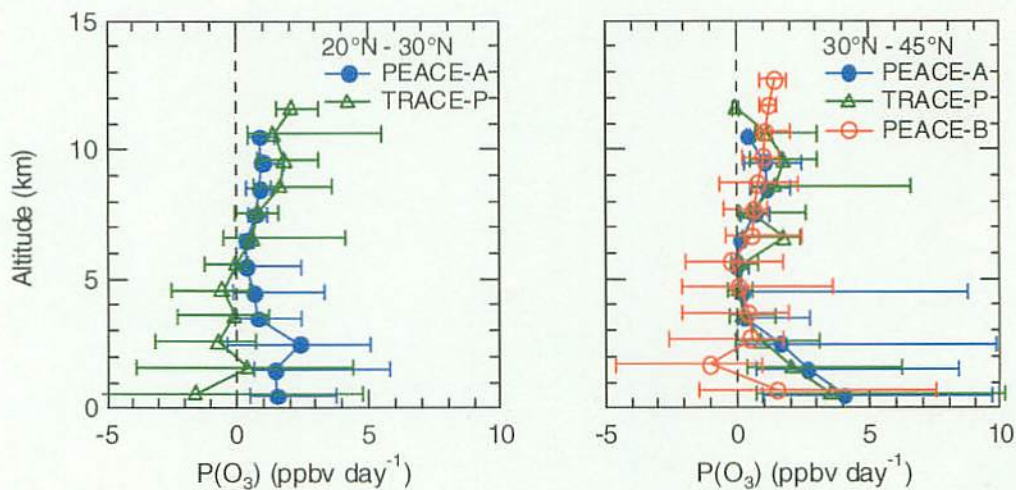 15
10
5
0
Altitude (km)
20°N - 30°N
PEACE-A
TRACE-P
-5 0 5 10
P(O₃) (ppbv day⁻¹)
30°N - 45°N
PEACE-A
TRACE-P
PEACE-B
-5 0 5 10
P(O₃) (ppbv day⁻¹)